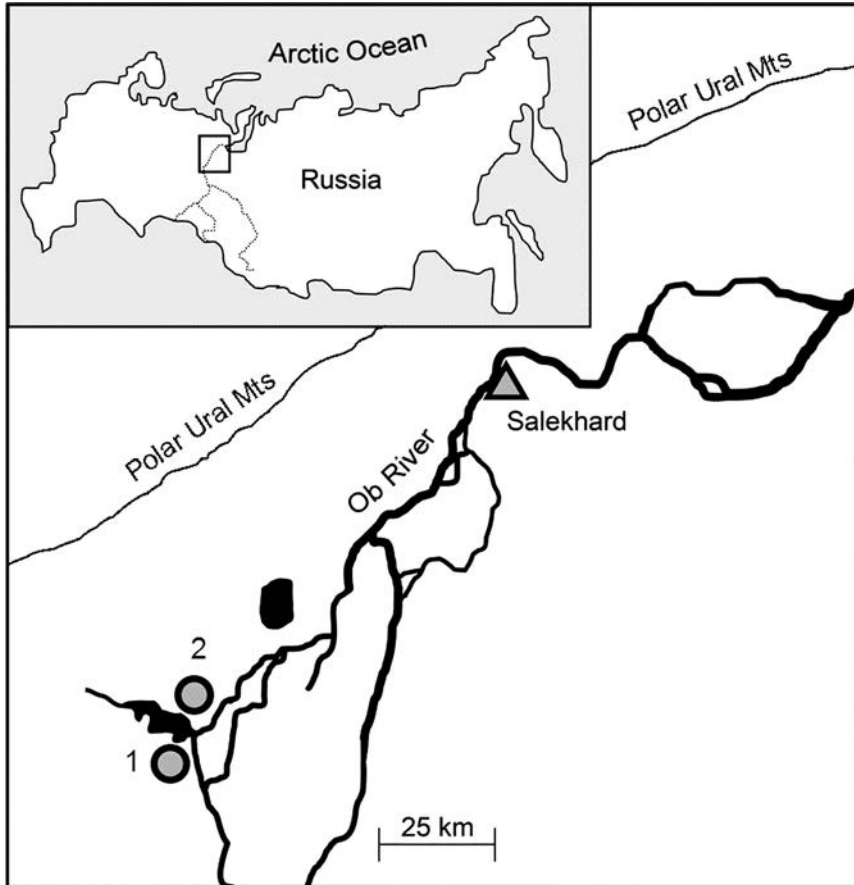 Arctic Ocean
Russia
Polar Ural Mts
Polar Ural Mts
Salekhard
Ob River
2
1
25 km